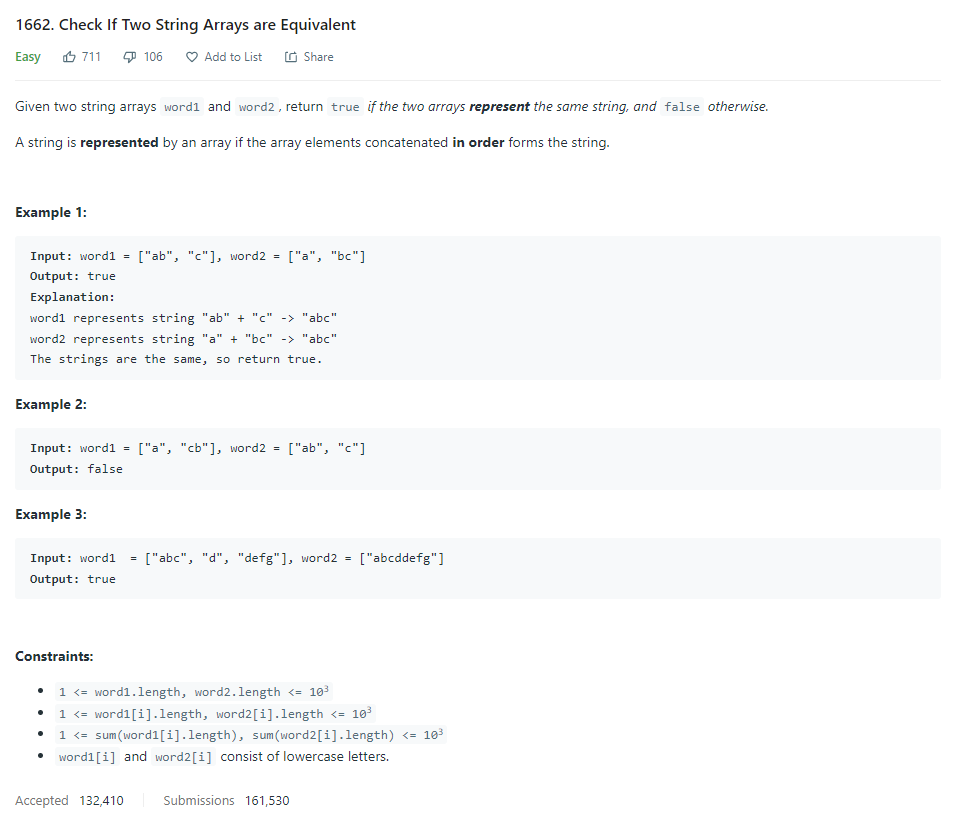 1662. Check If Two String Arrays are Equivalent
Easy 711 106 Add to List Share
Given two string arrays word1 and word2 , return true if the two arrays represent the same string, and false otherwise.
A string is represented by an array if the array elements concatenated in order forms the string.
Example 1:
Input: word1 = ["ab", "c"], word2 = ["a", "bc"]
Output: true
Explanation:
word1 represents string "ab" + "c" -> "abc"
word2 represents string "a" + "bc" -> "abc"
The strings are the same, so return true.
Example 2:
Input: word1 = ["a", "cb"], word2 = ["ab", "c"]
Output: false
Example 3:
Input: word1  = ["abc", "d", "defg"], word2 = ["abcddefg"]
Output: true
Constraints:
• 1 <= word1.length, word2.length <= 10³
• 1 <= word1[i].length, word2[i].length <= 10³
• 1 <= sum(word1[i].length), sum(word2[i].length) <= 10³
• word1[i] and word2[i] consist of lowercase letters.
Accepted 132,410 Submissions 161,530